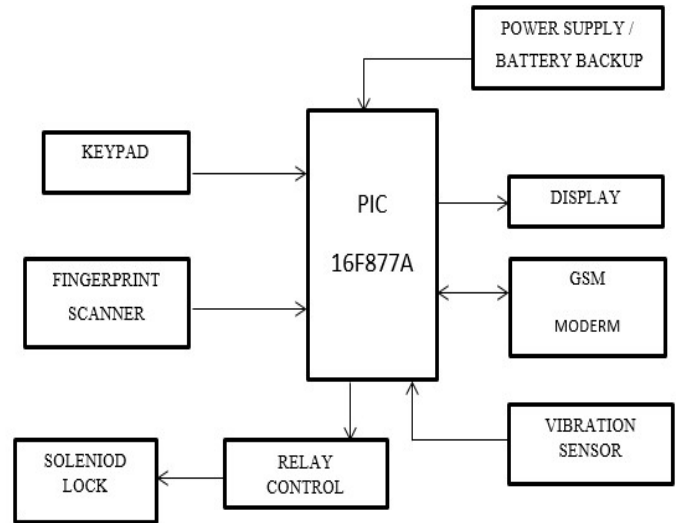 POWER SUPPLY /
BATTERY BACKUP
KEYPAD
PIC
16F877A
DISPLAY
FINGERPRINT
SCANNER
GSM
MODERM
SOLENIOD
LOCK
RELAY
CONTROL
VIBRATION
SENSOR